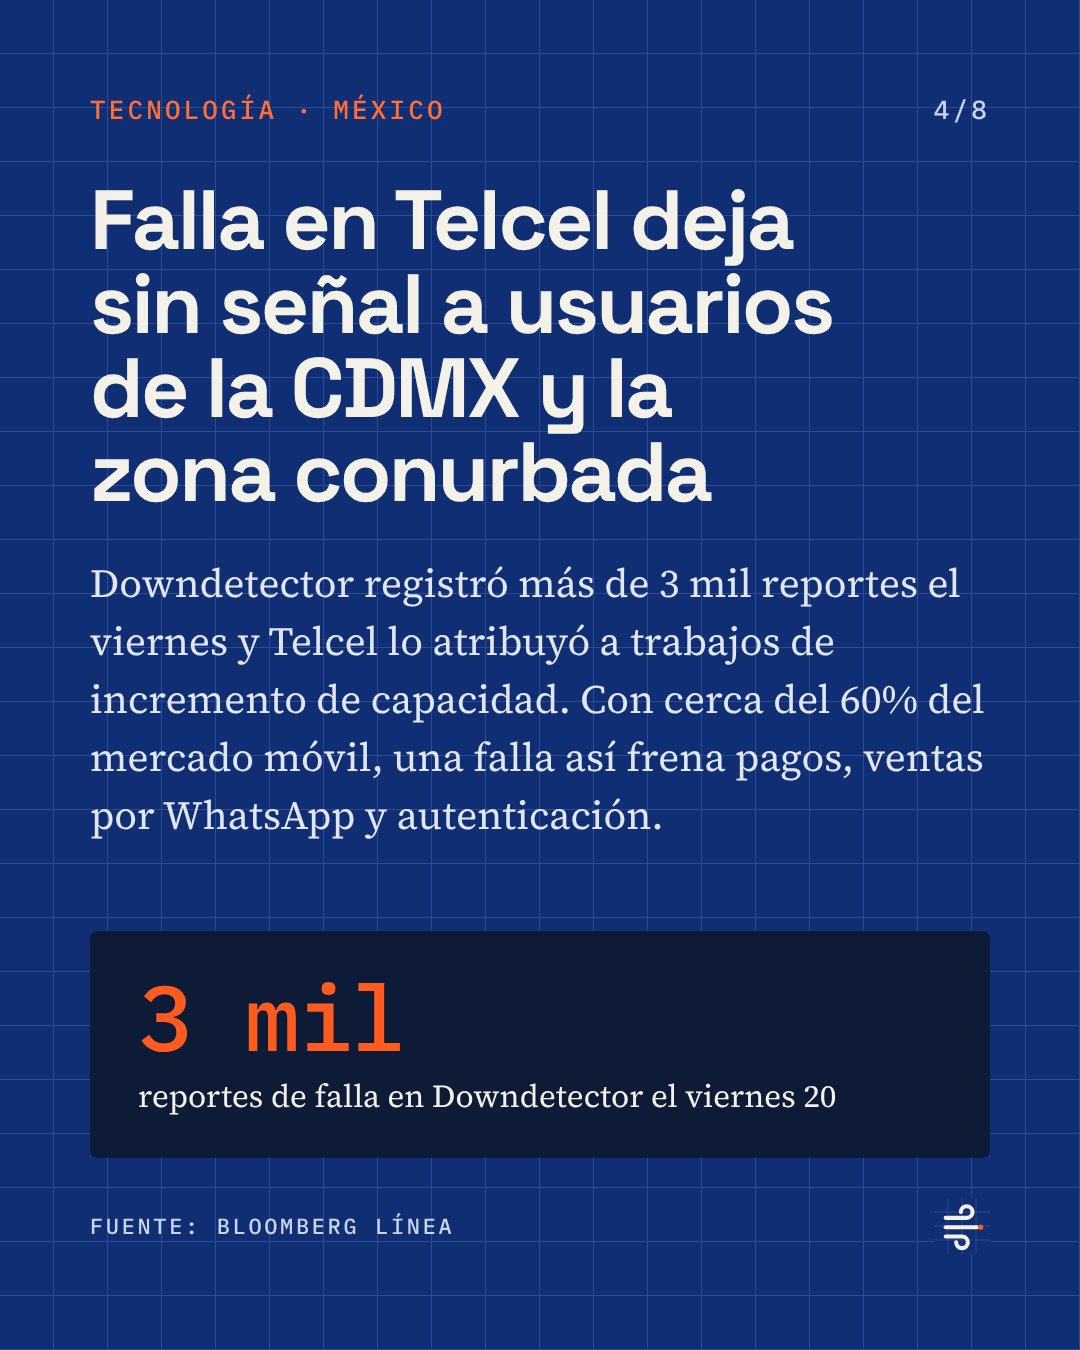 TECNOLOGÍA · MÉXICO
4/8
Falla en Telcel deja
sin señal a usuarios
de la CDMX y la
zona conurbada
Downdetector registró más de 3 mil reportes el
viernes y Telcel lo atribuyó a trabajos de
incremento de capacidad. Con cerca del 60% del
mercado móvil, una falla así frena pagos, ventas
por WhatsApp y autenticación.
3 mil
reportes de falla en Downdetector el viernes 20
FUENTE: BLOOMBERG LÍNEA